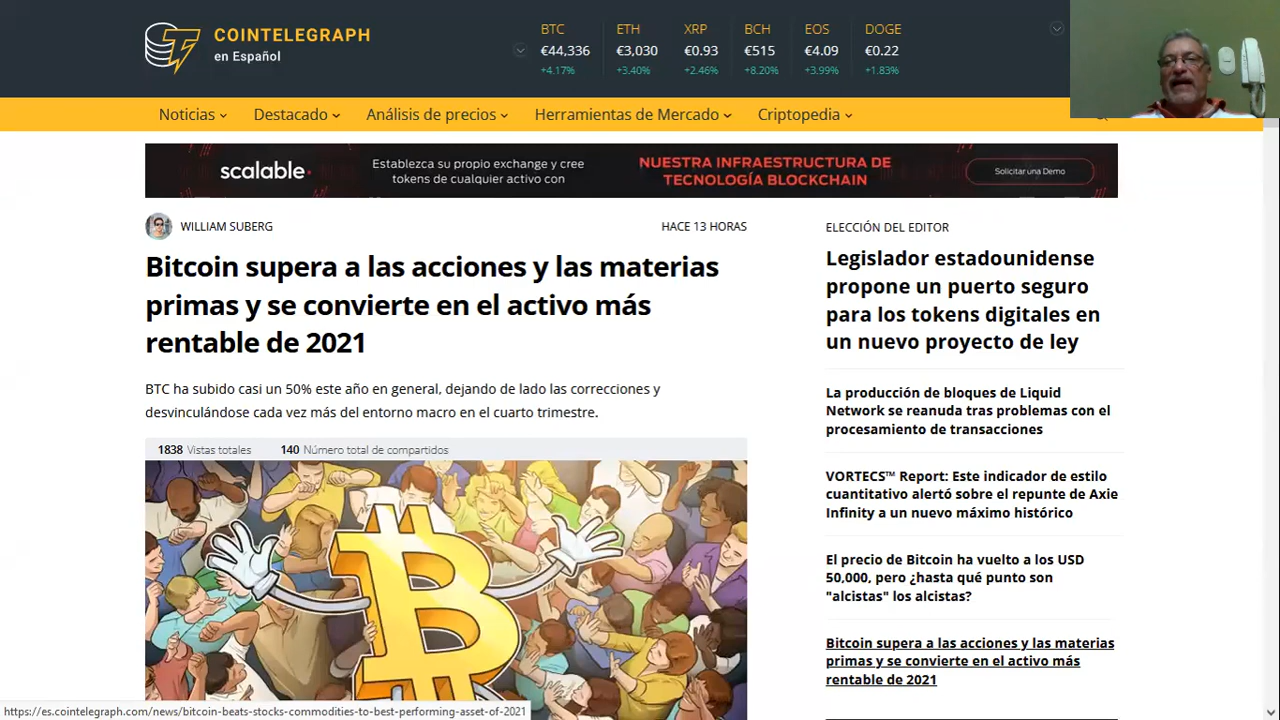 COINTELEGRAPH
en Español
BTC ETH XRP BCH EOS DOGE
€44,336 €3,030 €0.93 €515 €4.09 €0.22
+4.17% +3.40% +2.46% +8.20% +3.99% +1.83%
Noticias Destacado Análisis de precios Herramientas de Mercado Criptopedia
scalable.
Establezca su propio exchange y cree
tokens de cualquier activo con
NUESTRA INFRAESTRUCTURA DE
TECNOLOGÍA BLOCKCHAIN
Solicitar una Demo
WILLIAM SUBERG
HACE 13 HORAS
Bitcoin supera a las acciones y las materias
primas y se convierte en el activo más
rentable de 2021
BTC ha subido casi un 50% este año en general, dejando de lado las correcciones y
desvinculándose cada vez más del entorno macro en el cuarto trimestre.
1838 Vistas totales 140 Número total de compartidos
ELECCIÓN DEL EDITOR
Legislador estadounidense
propone un puerto seguro
para los tokens digitales en
un nuevo proyecto de ley
La producción de bloques de Liquid
Network se reanuda tras problemas con el
procesamiento de transacciones
VORTECS™ Report: Este indicador de estilo
cuantitativo alertó sobre el repunte de Axie
Infinity a un nuevo máximo histórico
El precio de Bitcoin ha vuelto a los USD
50,000, pero ¿hasta qué punto son
"alcistas" los alcistas?
Bitcoin supera a las acciones y las materias
primas y se convierte en el activo más
rentable de 2021
https://es.cointelegraph.com/news/bitcoin-beats-stocks-commodities-to-best-performing-asset-of-2021